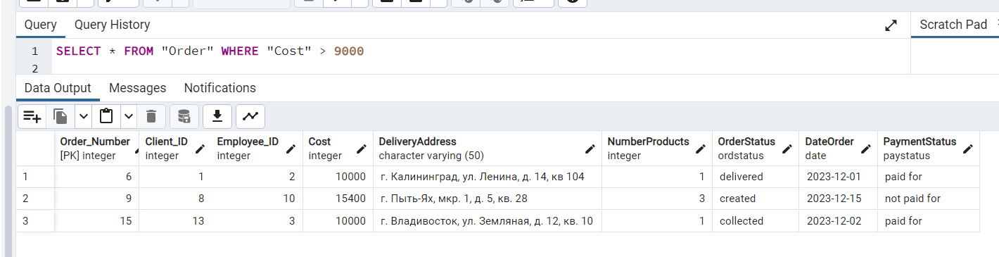 Query Query History Scratch Pad
1 SELECT * FROM "Order" WHERE "Cost" > 9000
2
Data Output Messages Notifications
Order_Number Client_ID Employee_ID Cost DeliveryAddress NumberProducts OrderStatus DateOrder PaymentStatus
[PK] integer integer integer integer character varying (50) integer ordstatus date paystatus
1 6 1 2 10000 г. Калининград, ул. Ленина, д. 14, кв 104 1 delivered 2023-12-01 paid for
2 9 8 10 15400 г. Пыть-Ях, мкр. 1, д. 5, кв. 28 3 created 2023-12-15 not paid for
3 15 13 3 10000 г. Владивосток, ул. Земляная, д. 12, кв. 10 1 collected 2023-12-02 paid for